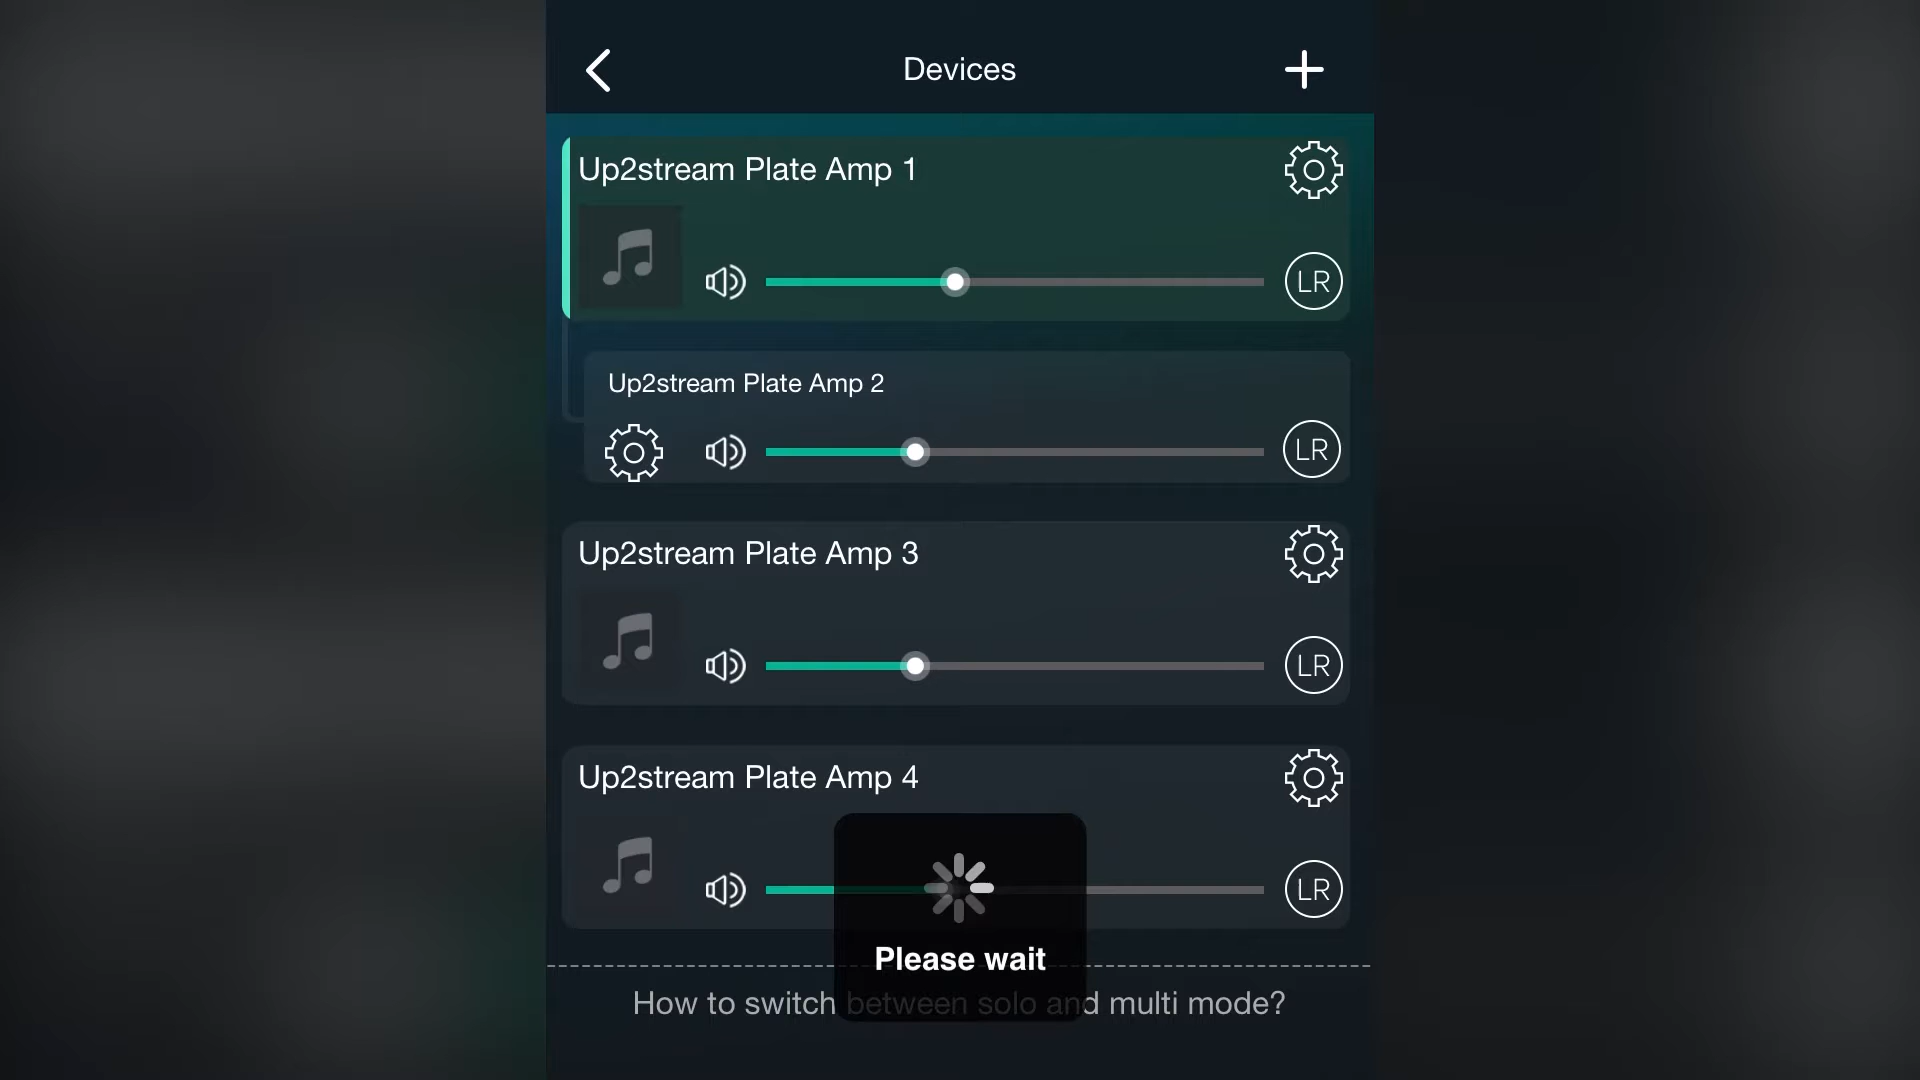 Devices
Up2stream Plate Amp 1
LR
Up2stream Plate Amp 2
LR
Up2stream Plate Amp 3
LR
Up2stream Plate Amp 4
LR
Please wait
How to switch between solo and multi mode?